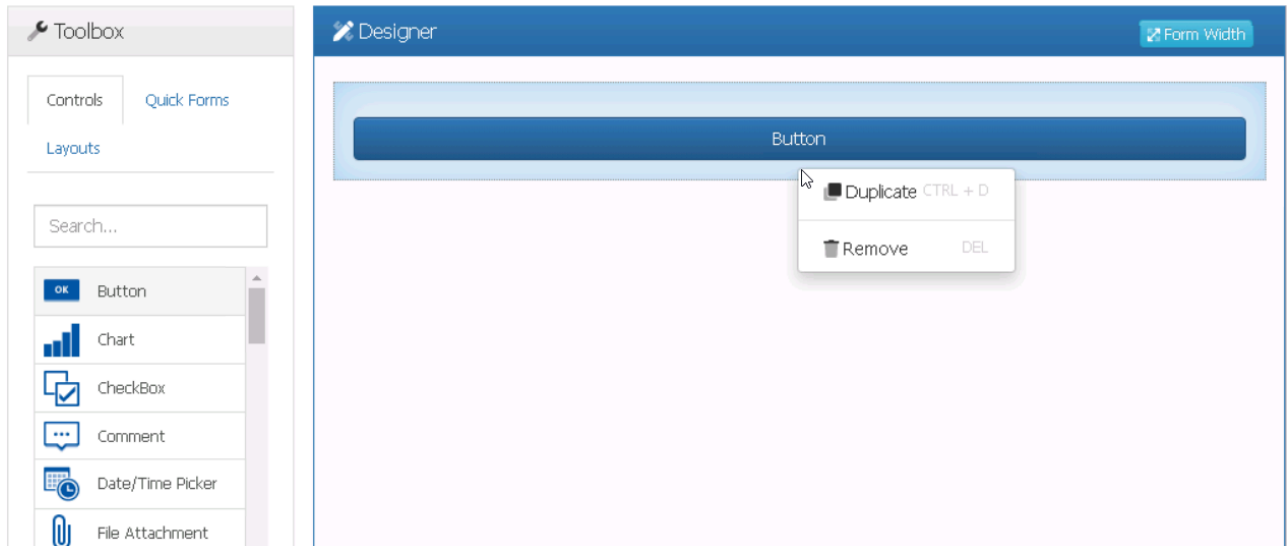 Toolbox
Controls
Quick Forms
Layouts
Search...
OK
Button
Chart
CheckBox
Comment
Date/Time Picker
File Attachment
Designer
Form Width
Button
Duplicate CTRL + D
Remove DEL